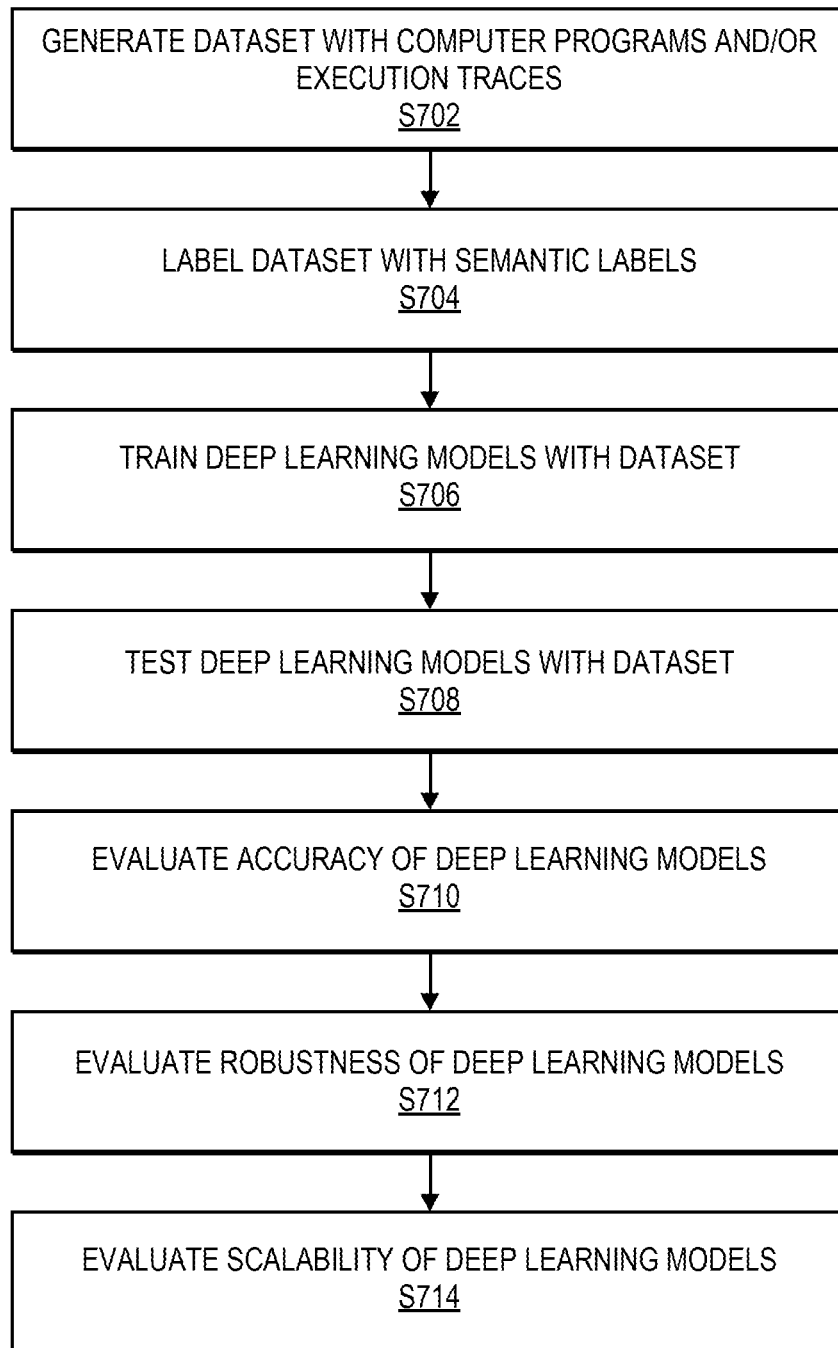 GENERATE DATASET WITH COMPUTER PROGRAMS AND/OR
EXECUTION TRACES
S702
LABEL DATASET WITH SEMANTIC LABELS
S704
TRAIN DEEP LEARNING MODELS WITH DATASET
S706
TEST DEEP LEARNING MODELS WITH DATASET
S708
EVALUATE ACCURACY OF DEEP LEARNING MODELS
S710
EVALUATE ROBUSTNESS OF DEEP LEARNING MODELS
S712
EVALUATE SCALABILITY OF DEEP LEARNING MODELS
S714